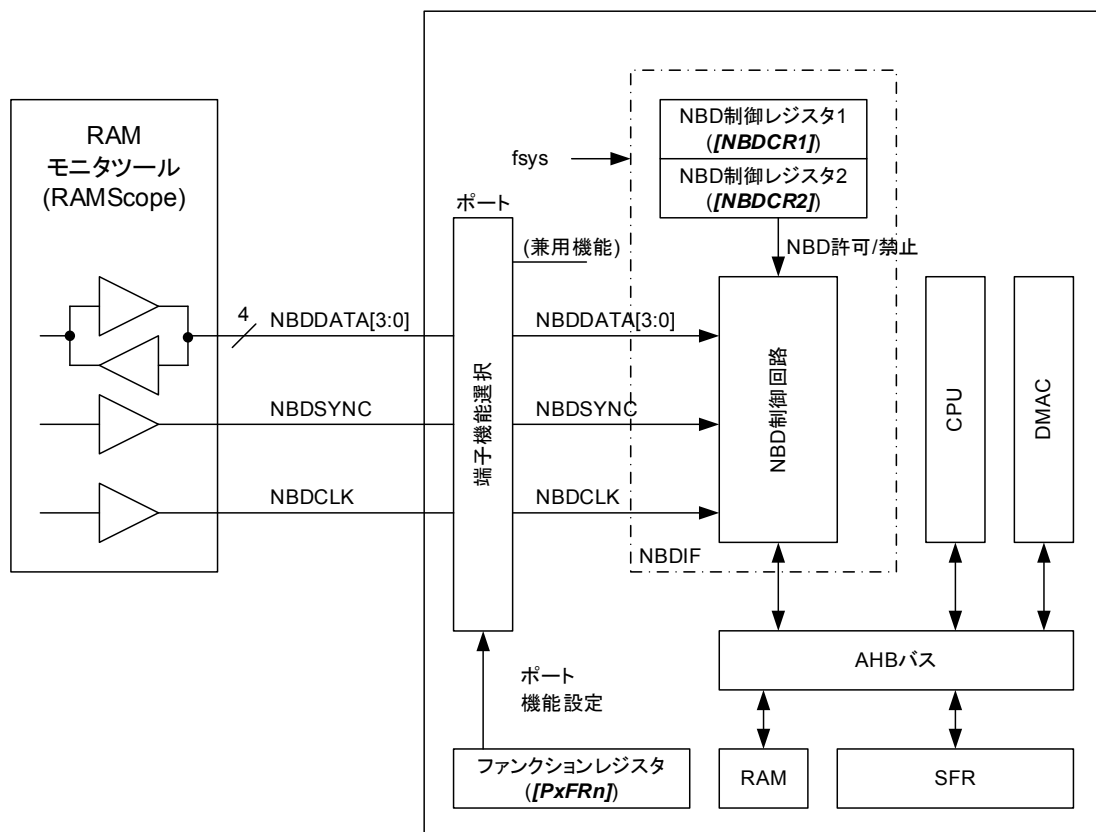 RAM
モニタツール
(RAMScope)
4
NBDDATA[3:0]
NBDSYNC
NBDCLK
ポート
端子機能選択
(兼用機能)
NBDDATA[3:0]
NBDSYNC
NBDCLK
fsys
NBD制御レジスタ1
([NBDCR1])
NBD制御レジスタ2
([NBDCR2])
NBD許可/禁止
NBD制御回路
NBDIF
CPU
DMAC
AHBバス
ポート
機能設定
ファンクションレジスタ
([PxFRn])
RAM
SFR